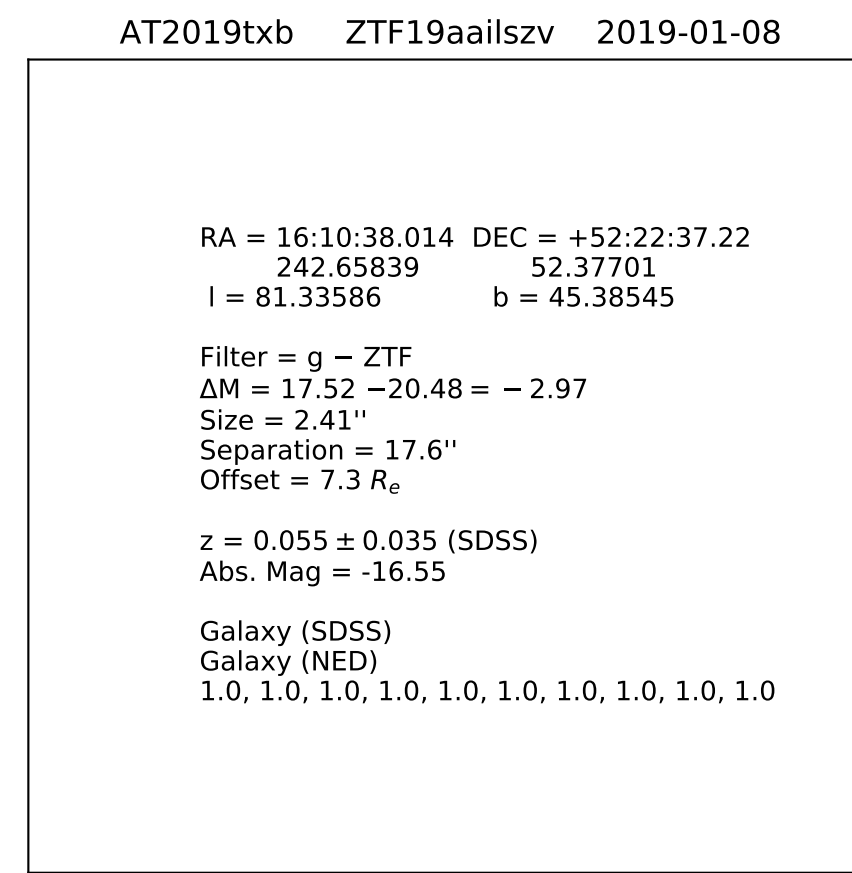 AT2019txb ZTF19aailszv 2019-01-08
RA = 16:10:38.014 DEC = +52:22:37.22
242.65839 52.37701
l = 81.33586 b = 45.38545
Filter = g − ZTF
ΔM = 17.52 −20.48 = − 2.97
Size = 2.41''
Separation = 17.6''
Offset = 7.3 Rₑ
z = 0.055 ± 0.035 (SDSS)
Abs. Mag = -16.55
Galaxy (SDSS)
Galaxy (NED)
1.0, 1.0, 1.0, 1.0, 1.0, 1.0, 1.0, 1.0, 1.0, 1.0